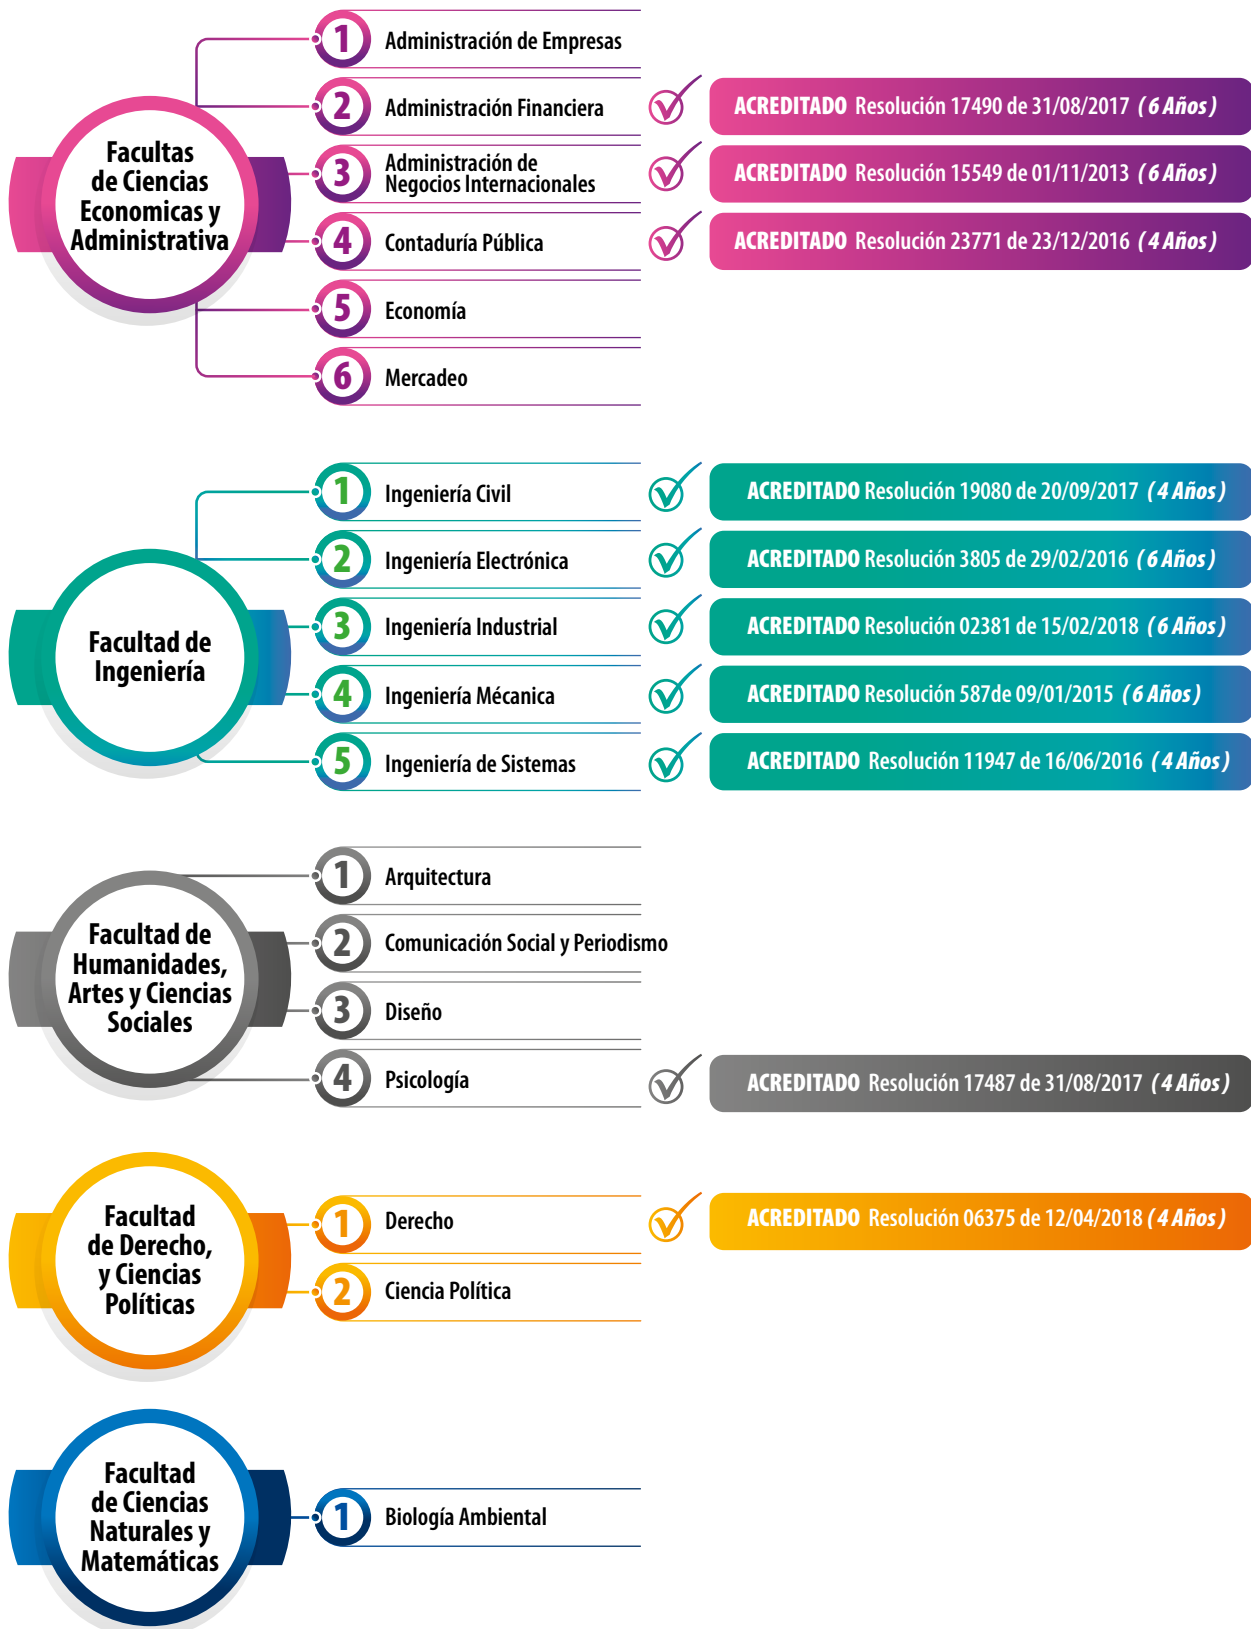 Facultas
de Ciencias
Economicas y
Administrativa
1 Administración de Empresas
2 Administración Financiera ACREDITADO Resolución 17490 de 31/08/2017 ( 6 Años )
3 Administración de
Negocios Internacionales ACREDITADO Resolución 15549 de 01/11/2013 ( 6 Años )
4 Contaduría Pública ACREDITADO Resolución 23771 de 23/12/2016 ( 4 Años )
5 Economía
6 Mercadeo
Facultad de
Ingeniería
1 Ingeniería Civil ACREDITADO Resolución 19080 de 20/09/2017 ( 4 Años )
2 Ingeniería Electrónica ACREDITADO Resolución 3805 de 29/02/2016 ( 6 Años )
3 Ingeniería Industrial ACREDITADO Resolución 02381 de 15/02/2018 ( 6 Años )
4 Ingeniería Mécanica ACREDITADO Resolución 587de 09/01/2015 ( 6 Años )
5 Ingeniería de Sistemas ACREDITADO Resolución 11947 de 16/06/2016 ( 4 Años )
Facultad de
Humanidades,
Artes y Ciencias
Sociales
1 Arquitectura
2 Comunicación Social y Periodismo
3 Diseño
4 Psicología ACREDITADO Resolución 17487 de 31/08/2017 ( 4 Años )
Facultad
de Derecho,
y Ciencias
Políticas
1 Derecho ACREDITADO Resolución 06375 de 12/04/2018 ( 4 Años )
2 Ciencia Política
Facultad
de Ciencias
Naturales y
Matemáticas
1 Biología Ambiental